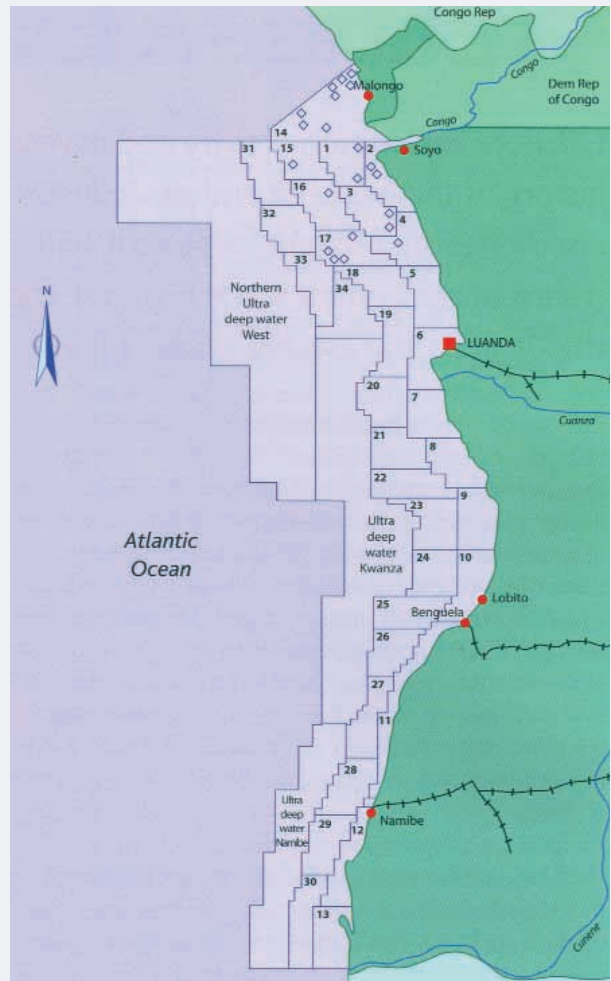 Congo Rep
Congo
Malongo
Dem Rep
of Congo
Congo
14
31
15
1
2
Soyo
16
3
32
4
17
33
18
5
34
Northern
Ultra
deep water
West
19
N
6
LUANDA
20
7
Cuanza
21
8
22
9
23
Ultra
deep
water
Kwanza
Atlantic
Ocean
24
10
25
Lobito
Benguela
26
27
11
28
Ultra
deep
water
Namibe
29
12
Namibe
30
13
Cunene